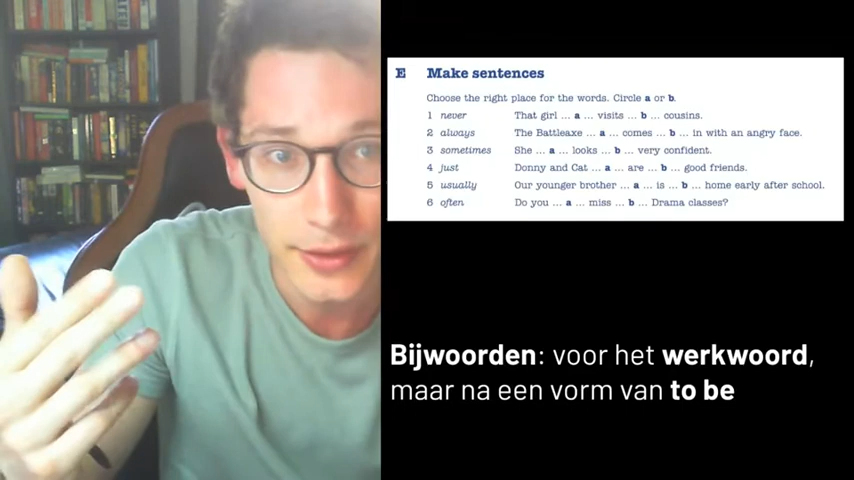 E Make sentences
Choose the right place for the words. Circle a or b.
1 never That girl ... a ... visits ... b ... cousins.
2 always The Battleaxe ... a ... comes ... b ... in with an angry face.
3 sometimes She ... a ... looks ... b ... very confident.
4 just Donny and Cat ... a ... are ... b ... good friends.
5 usually Our younger brother ... a ... is ... b ... home early after school.
6 often Do you ... a ... miss ... b ... Drama classes?
Bijwoorden: voor het werkwoord,
maar na een vorm van to be